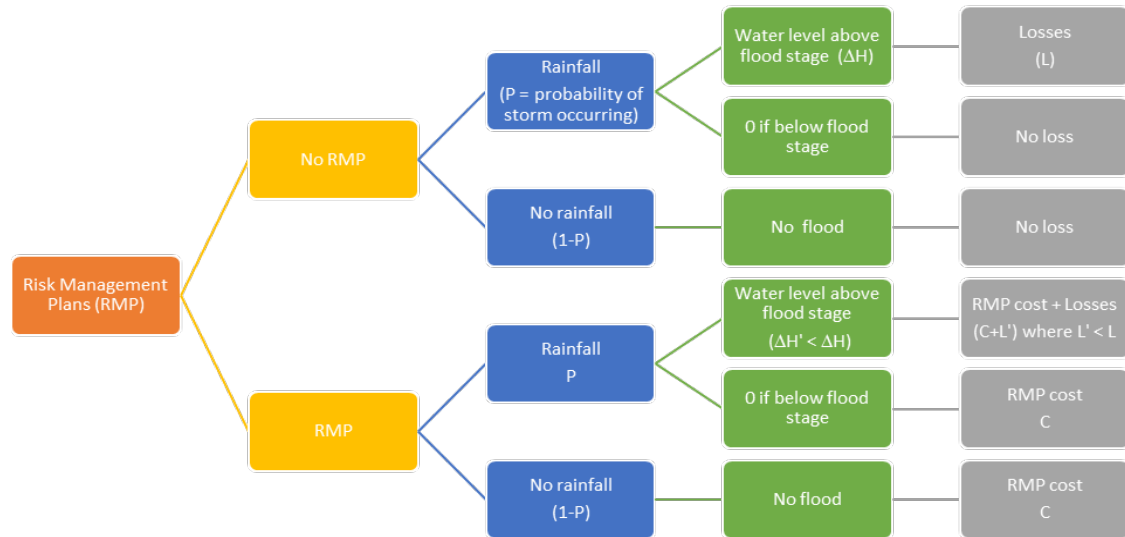 Risk Management
Plans (RMP)
No RMP
RMP
Rainfall
(P = probability of
storm occurring)
No rainfall
(1-P)
Rainfall
P
No rainfall
(1-P)
Water level above
flood stage (ΔH)
0 if below flood
stage
No flood
Water level above
flood stage
(ΔH' < ΔH)
0 if below flood
stage
No flood
Losses
(L)
No loss
No loss
RMP cost + Losses
(C+L') where L' < L
RMP cost
C
RMP cost
C